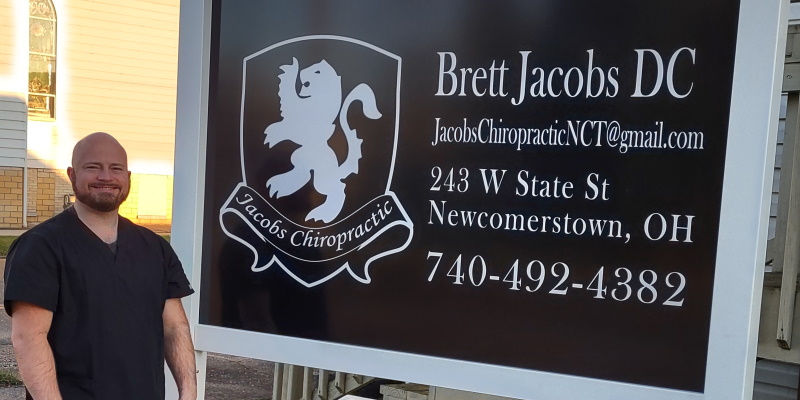 Brett Jacobs DC
JacobsChiropracticNCT@gmail.com
243 W State St
Newcomerstown, OH
740-492-4382
Jacobs Chiropractic